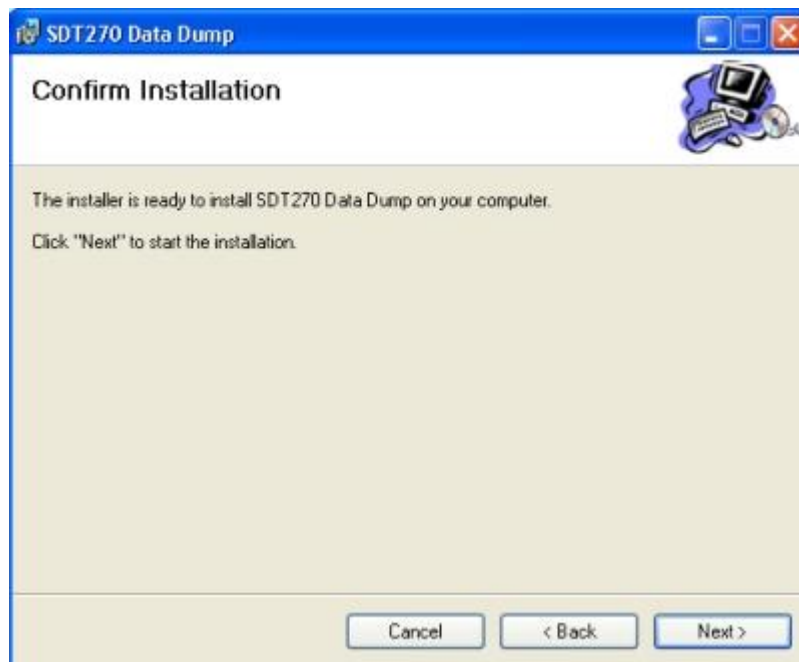 SDT270 Data Dump
Confirm Installation
The installer is ready to install SDT270 Data Dump on your computer.
Click "Next" to start the installation.
Cancel
< Back
Next >